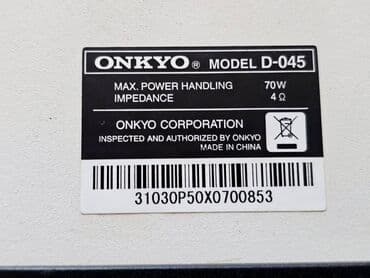 ONKYO® MODEL D-045
MAX. POWER HANDLING 70W
IMPEDANCE 4 Ω
ONKYO CORPORATION
INSPECTED AND AUTHORIZED BY ONKYO
MADE IN CHINA
31030P50X0700853